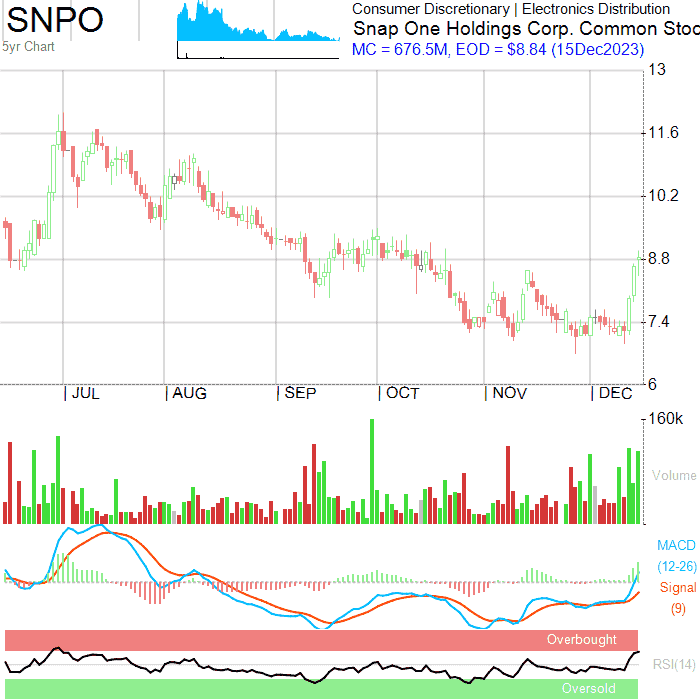 SNPO
5yr Chart
Consumer Discretionary | Electronics Distribution
Snap One Holdings Corp. Common Stoc
MC = 676.5M, EOD = $8.84 (15Dec2023)
13
11.6
10.2
8.8
7.4
6
| JUL | AUG | SEP | OCT | NOV | DEC
160k
Volume
MACD
(12-26)
Signal
(9)
Overbought
RSI(14)
Oversold